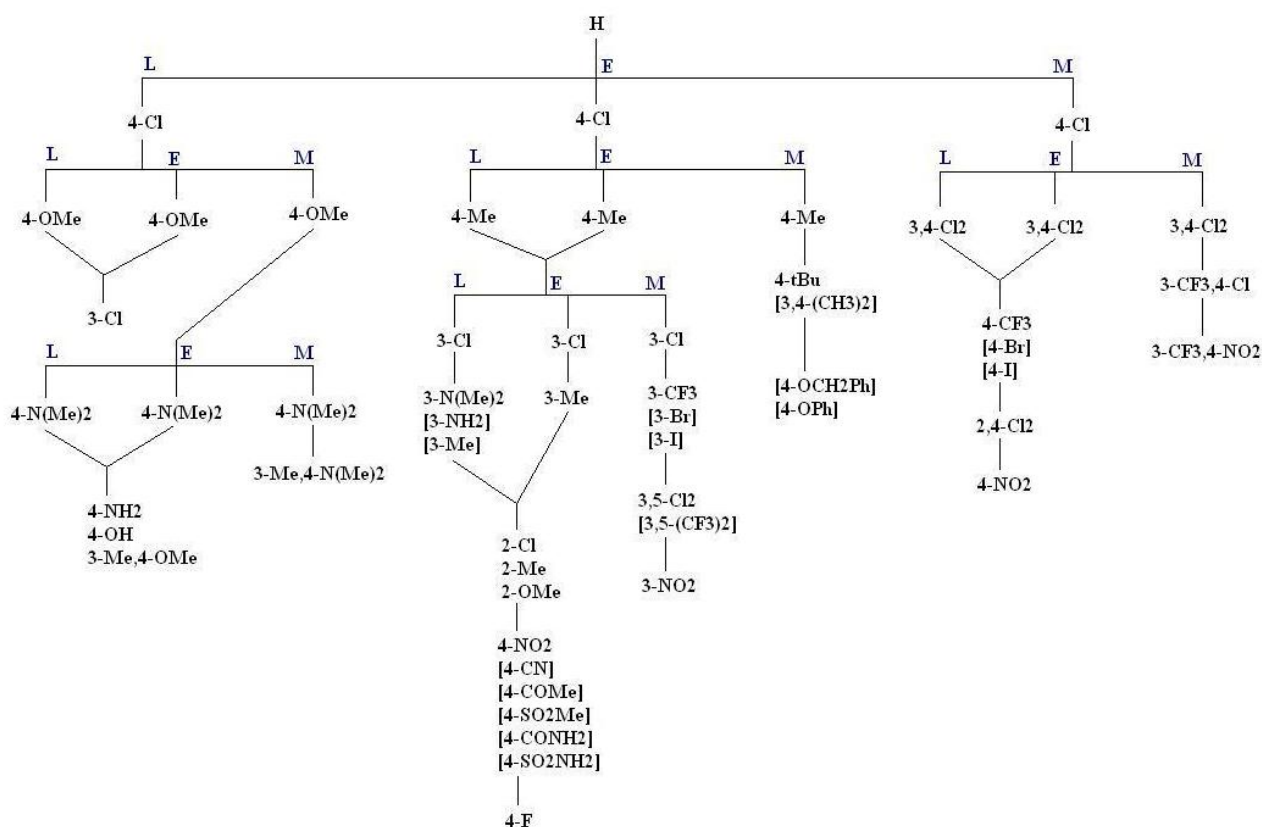 H
L E M
4-Cl 4-Cl 4-Cl
L E M L E M L E M
4-OMe 4-OMe 4-OMe 4-Me 4-Me 4-Me 3,4-Cl2 3,4-Cl2 3,4-Cl2
4-tBu
[3,4-(CH3)2]
3-CF3,4-Cl
L E M
3-Cl
3-Cl 3-Cl 3-Cl
4-CF3
[4-Br]
[4-I]
3-CF3,4-NO2
L E M
4-N(Me)2 4-N(Me)2 4-N(Me)2
3-N(Me)2
[3-NH2]
[3-Me]
3-Me
3-CF3
[3-Br]
[3-I]
[4-OCH2Ph]
[4-OPh]
2,4-Cl2
3-Me,4-N(Me)2
4-NO2
4-NH2
4-OH
3-Me,4-OMe
3,5-Cl2
[3,5-(CF3)2]
2-Cl
2-Me
2-OMe
3-NO2
4-NO2
[4-CN]
[4-COMe]
[4-SO2Me]
[4-CONH2]
[4-SO2NH2]
4-F